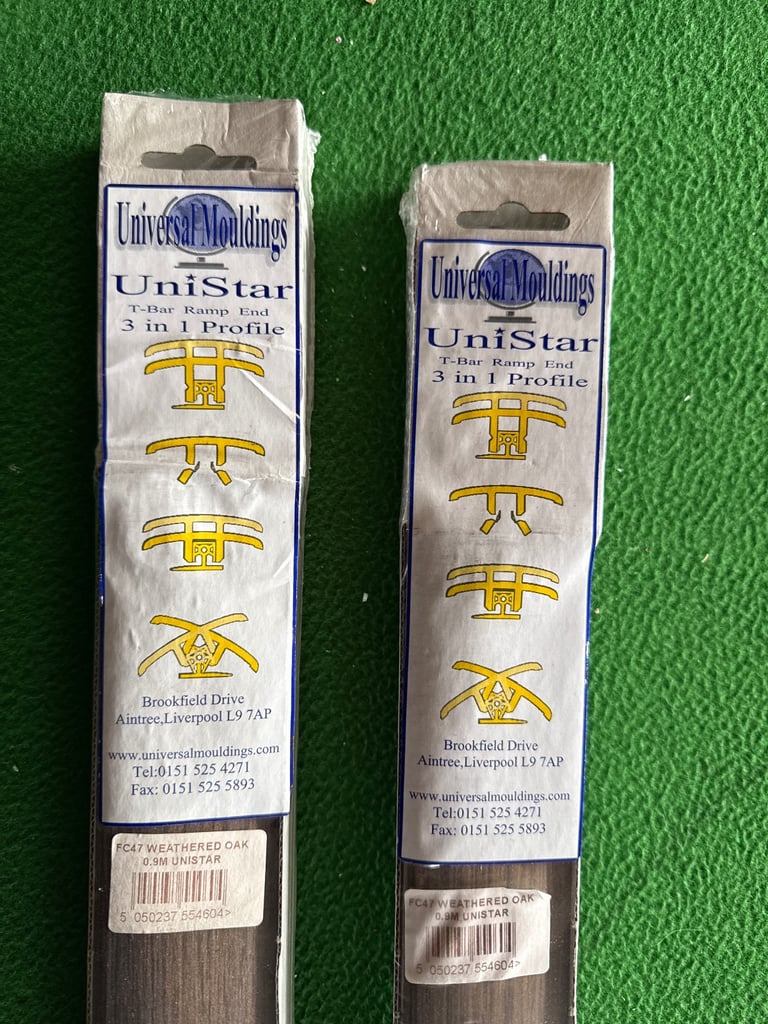 Universal Mouldings
UniStar
T-Bar Ramp End
3 in 1 Profile
Brookfield Drive
Aintree,Liverpool L9 7AP
www.universalmouldings.com
Tel:0151 525 4271
Fax: 0151 525 5893
FC47 WEATHERED OAK
0.9M UNISTAR
5 050237 554604>
Universal Mouldings
UniStar
T-Bar Ramp End
3 in 1 Profile
Brookfield Drive
Aintree,Liverpool L9 7AP
www.universalmouldings.com
Tel:0151 525 4271
Fax: 0151 525 5893
FC47 WEATHERED OAK
0.9M UNISTAR
5 050237 554604>